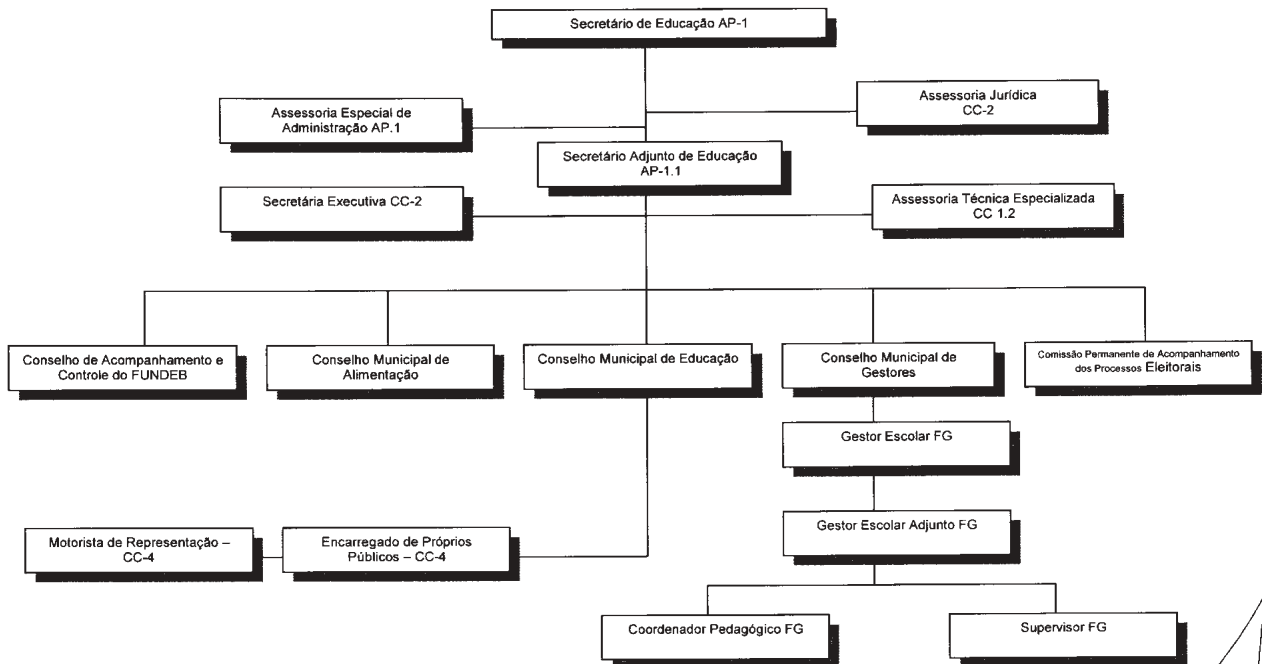 Secretário de Educação AP-1
Assessoria Especial de
Administração AP.1
Assessoria Jurídica
CC-2
Secretário Adjunto de Educação
AP-1.1
Secretária Executiva CC-2
Assessoria Técnica Especializada
CC 1.2
Conselho de Acompanhamento e
Controle do FUNDEB
Conselho Municipal de
Alimentação
Conselho Municipal de Educação
Conselho Municipal de
Gestores
Comissão Permanente de Acompanhamento
dos Processos Eleitorais
Gestor Escolar FG
Motorista de Representação –
CC-4
Encarregado de Próprios
Públicos – CC-4
Gestor Escolar Adjunto FG
Coordenador Pedagógico FG
Supervisor FG